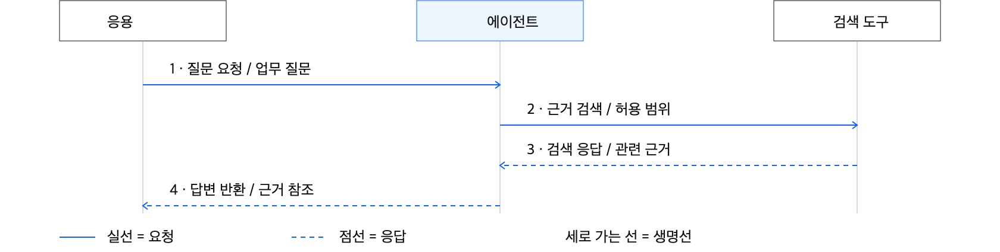 응용
에이전트
검색 도구
1 · 질문 요청 / 업무 질문
2 · 근거 검색 / 허용 범위
3 · 검색 응답 / 관련 근거
4 · 답변 반환 / 근거 참조
실선 = 요청
점선 = 응답
세로 가는 선 = 생명선